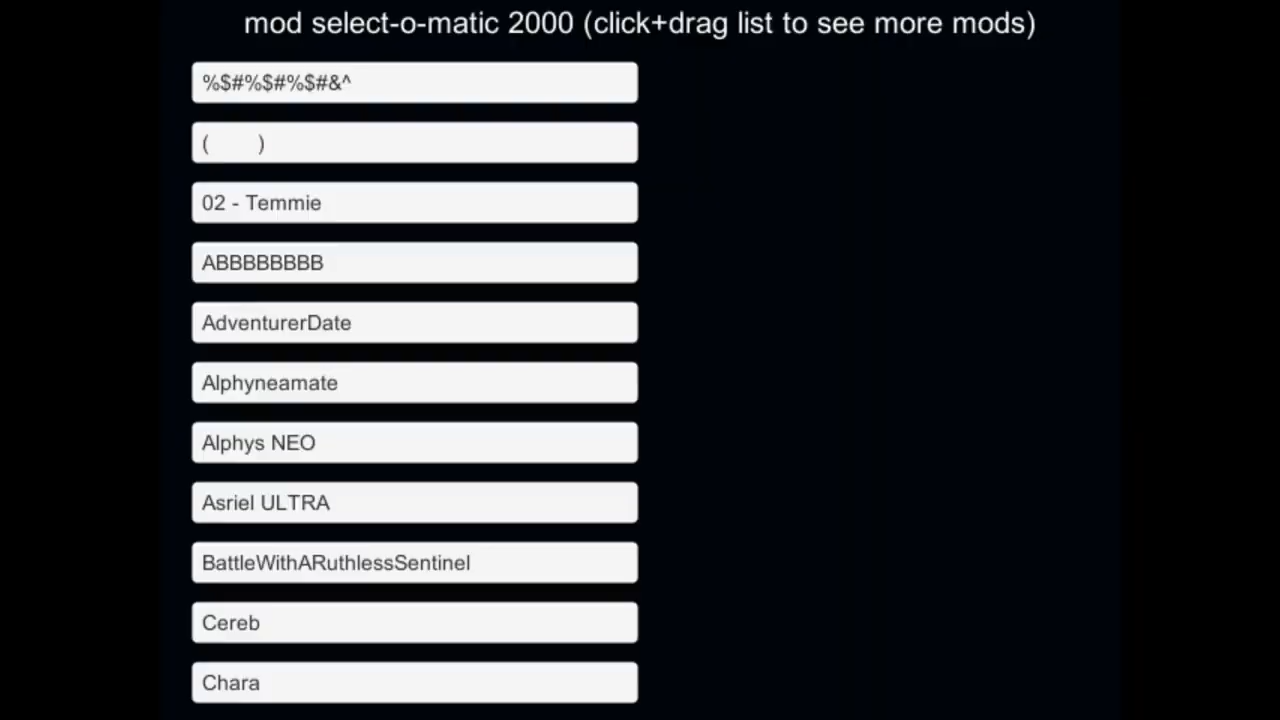 mod select-o-matic 2000 (click+drag list to see more mods)
%$#%$#%$#&^
(        )
02 - Temmie
ABBBBBBBB
AdventurerDate
Alphyneamate
Alphys NEO
Asriel ULTRA
BattleWithARuthlessSentinel
Cereb
Chara